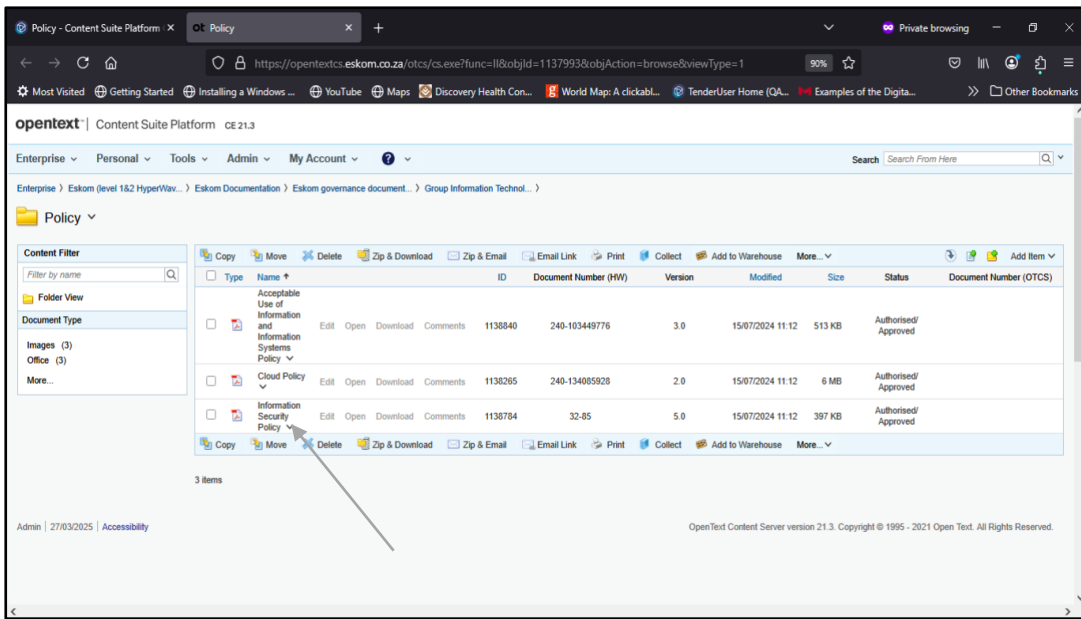 Policy - Content Suite Platform
ot Policy
Private browsing
https://opentextcs.eskom.co.za/otcs/cs.exe?func=ll&objId=1137993&objAction=browse&viewType=1
90%
Most Visited Getting Started Installing a Windows ... YouTube Maps Discovery Health Con... World Map: A clickabl... TenderUser Home (QA... Examples of the Digita... Other Bookmarks
opentext™ | Content Suite Platform CE 21.3
Enterprise Personal Tools Admin My Account ? Search Search From Here
Enterprise > Eskom (level 1&2 HyperWav... > Eskom Documentation > Eskom governance document... > Group Information Technol... >
Policy
Content Filter
Filter by name
Folder View
Document Type
Images (3)
Office (3)
More...
Copy Move Delete Zip & Download Zip & Email Email Link Print Collect Add to Warehouse More... Add Item
Type Name ↑ ID Document Number (HW) Version Modified Size Status Document Number (OTCS)
Acceptable
Use of
Information
and
Information
Systems
Policy
Edit Open Download Comments 1138840 240-103449776 3.0 15/07/2024 11:12 513 KB
Authorised/
Approved
Cloud Policy
Edit Open Download Comments 1138265 240-134085928 2.0 15/07/2024 11:12 6 MB
Authorised/
Approved
Information
Security
Policy
Edit Open Download Comments 1138784 32-85 5.0 15/07/2024 11:12 397 KB
Authorised/
Approved
Copy Move Delete Zip & Download Zip & Email Email Link Print Collect Add to Warehouse More...
3 items
Admin | 27/03/2025 | Accessibility
OpenText Content Server version 21.3. Copyright © 1995 - 2021 Open Text. All Rights Reserved.